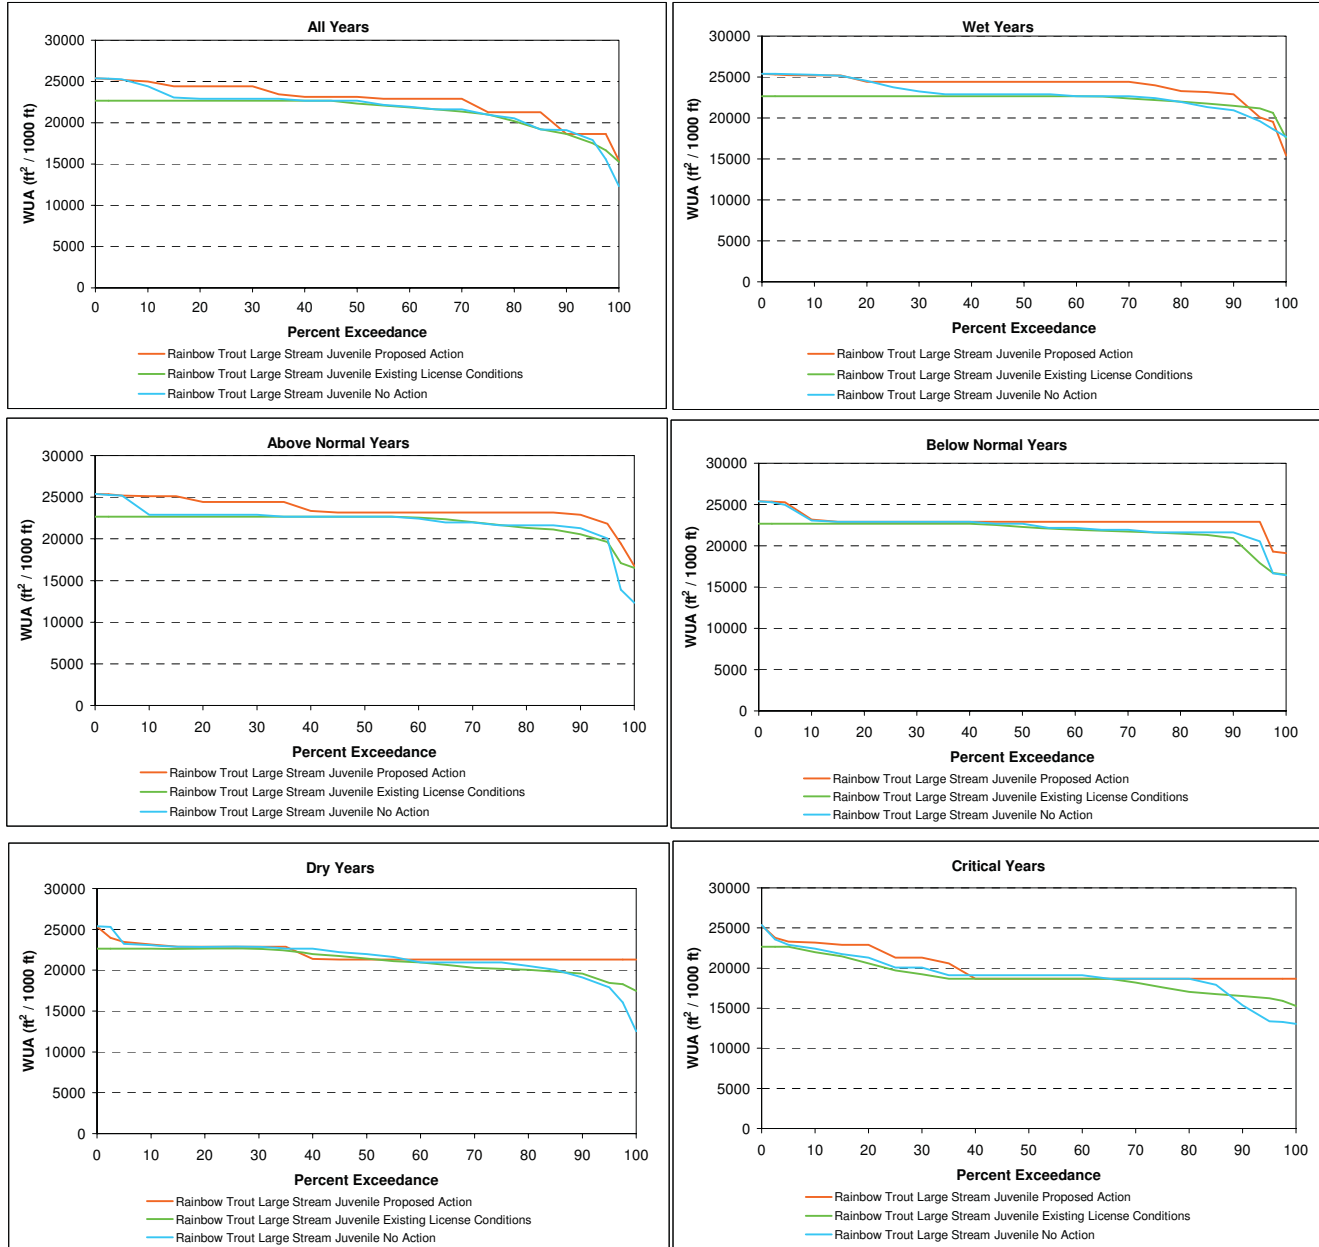 All Years
30000
25000
20000
15000
10000
5000
0
WUA (ft² / 1000 ft)
0 10 20 30 40 50 60 70 80 90 100
Percent Exceedance
Rainbow Trout Large Stream Juvenile Proposed Action
Rainbow Trout Large Stream Juvenile Existing License Conditions
Rainbow Trout Large Stream Juvenile No Action
Wet Years
30000
25000
20000
15000
10000
5000
0
WUA (ft² / 1000 ft)
0 10 20 30 40 50 60 70 80 90 100
Percent Exceedance
Rainbow Trout Large Stream Juvenile Proposed Action
Rainbow Trout Large Stream Juvenile Existing License Conditions
Rainbow Trout Large Stream Juvenile No Action
Above Normal Years
30000
25000
20000
15000
10000
5000
0
WUA (ft² / 1000 ft)
0 10 20 30 40 50 60 70 80 90 100
Percent Exceedance
Rainbow Trout Large Stream Juvenile Proposed Action
Rainbow Trout Large Stream Juvenile Existing License Conditions
Rainbow Trout Large Stream Juvenile No Action
Below Normal Years
30000
25000
20000
15000
10000
5000
0
WUA (ft² / 1000 ft)
0 10 20 30 40 50 60 70 80 90 100
Percent Exceedance
Rainbow Trout Large Stream Juvenile Proposed Action
Rainbow Trout Large Stream Juvenile Existing License Conditions
Rainbow Trout Large Stream Juvenile No Action
Dry Years
30000
25000
20000
15000
10000
5000
0
WUA (ft² / 1000 ft)
0 10 20 30 40 50 60 70 80 90 100
Percent Exceedance
Rainbow Trout Large Stream Juvenile Proposed Action
Rainbow Trout Large Stream Juvenile Existing License Conditions
Rainbow Trout Large Stream Juvenile No Action
Critical Years
30000
25000
20000
15000
10000
5000
0
WUA (ft² / 1000 ft)
0 10 20 30 40 50 60 70 80 90 100
Percent Exceedance
Rainbow Trout Large Stream Juvenile Proposed Action
Rainbow Trout Large Stream Juvenile Existing License Conditions
Rainbow Trout Large Stream Juvenile No Action